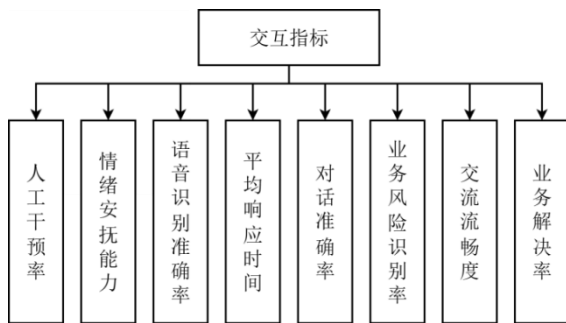 交互指标
人工干预率
情绪安抚能力
语音识别准确率
平均响应时间
对话准确率
业务风险识别率
交流流畅度
业务解决率